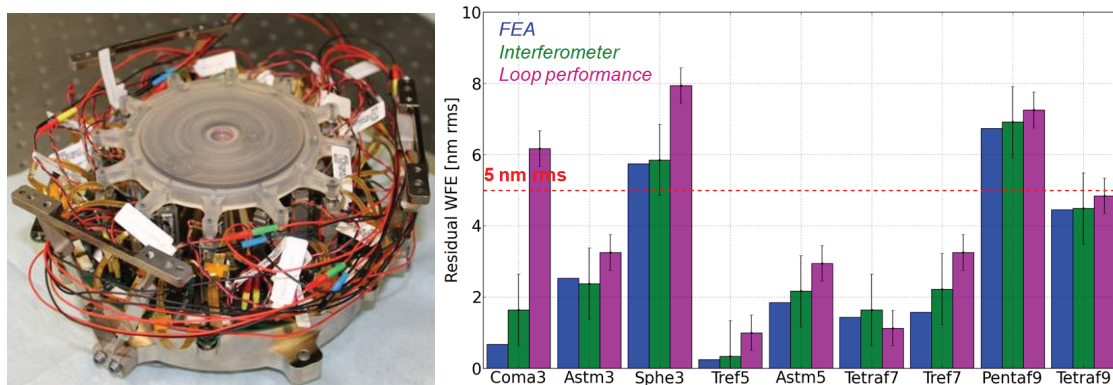 10
8
6
4
2
0
Residual WFE [nm rms]
FEA
Interferometer
Loop performance
5 nm rms
Coma3 Astm3 Sphe3 Tref5 Astm5 Tetraf7 Tref7 Pentaf9 Tetraf9